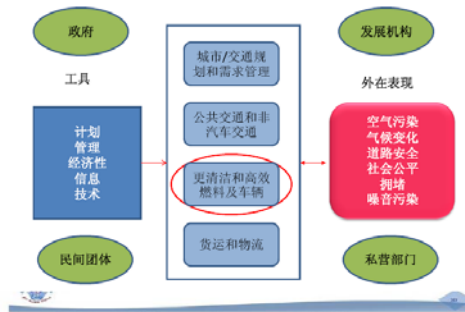 政府
发展机构
城市/交通规
划和需求管理
工具
外在表现
公共交通和非
汽车交通
计划
管理
经济性
信息
技术
空气污染
气候变化
道路安全
社会公平
拥堵
噪音污染
更清洁和高效
燃料及车辆
货运和物流
民间团体
私营部门